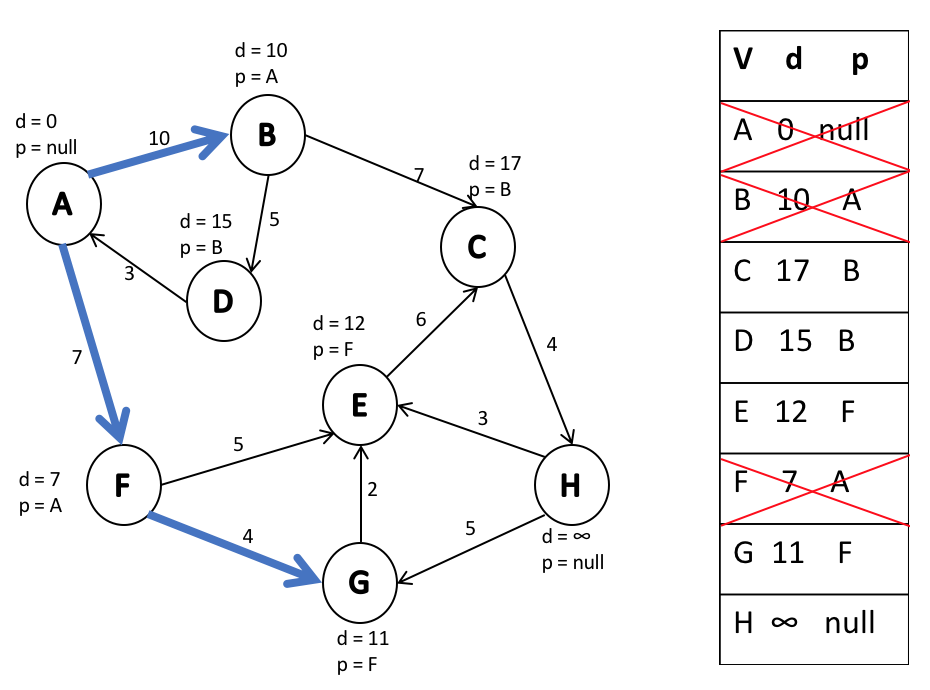 d = 10
p = A
d = 0
p = null
10
B
7
d = 17
p = B
A
d = 15
p = B
5
C
3
D
d = 12
p = F
6
4
7
E
3
5
d = 7
p = A
F
2
H
4
5
d = ∞
p = null
G
d = 11
p = F
V d p
A 0 null
B 10 A
C 17 B
D 15 B
E 12 F
F 7 A
G 11 F
H ∞ null